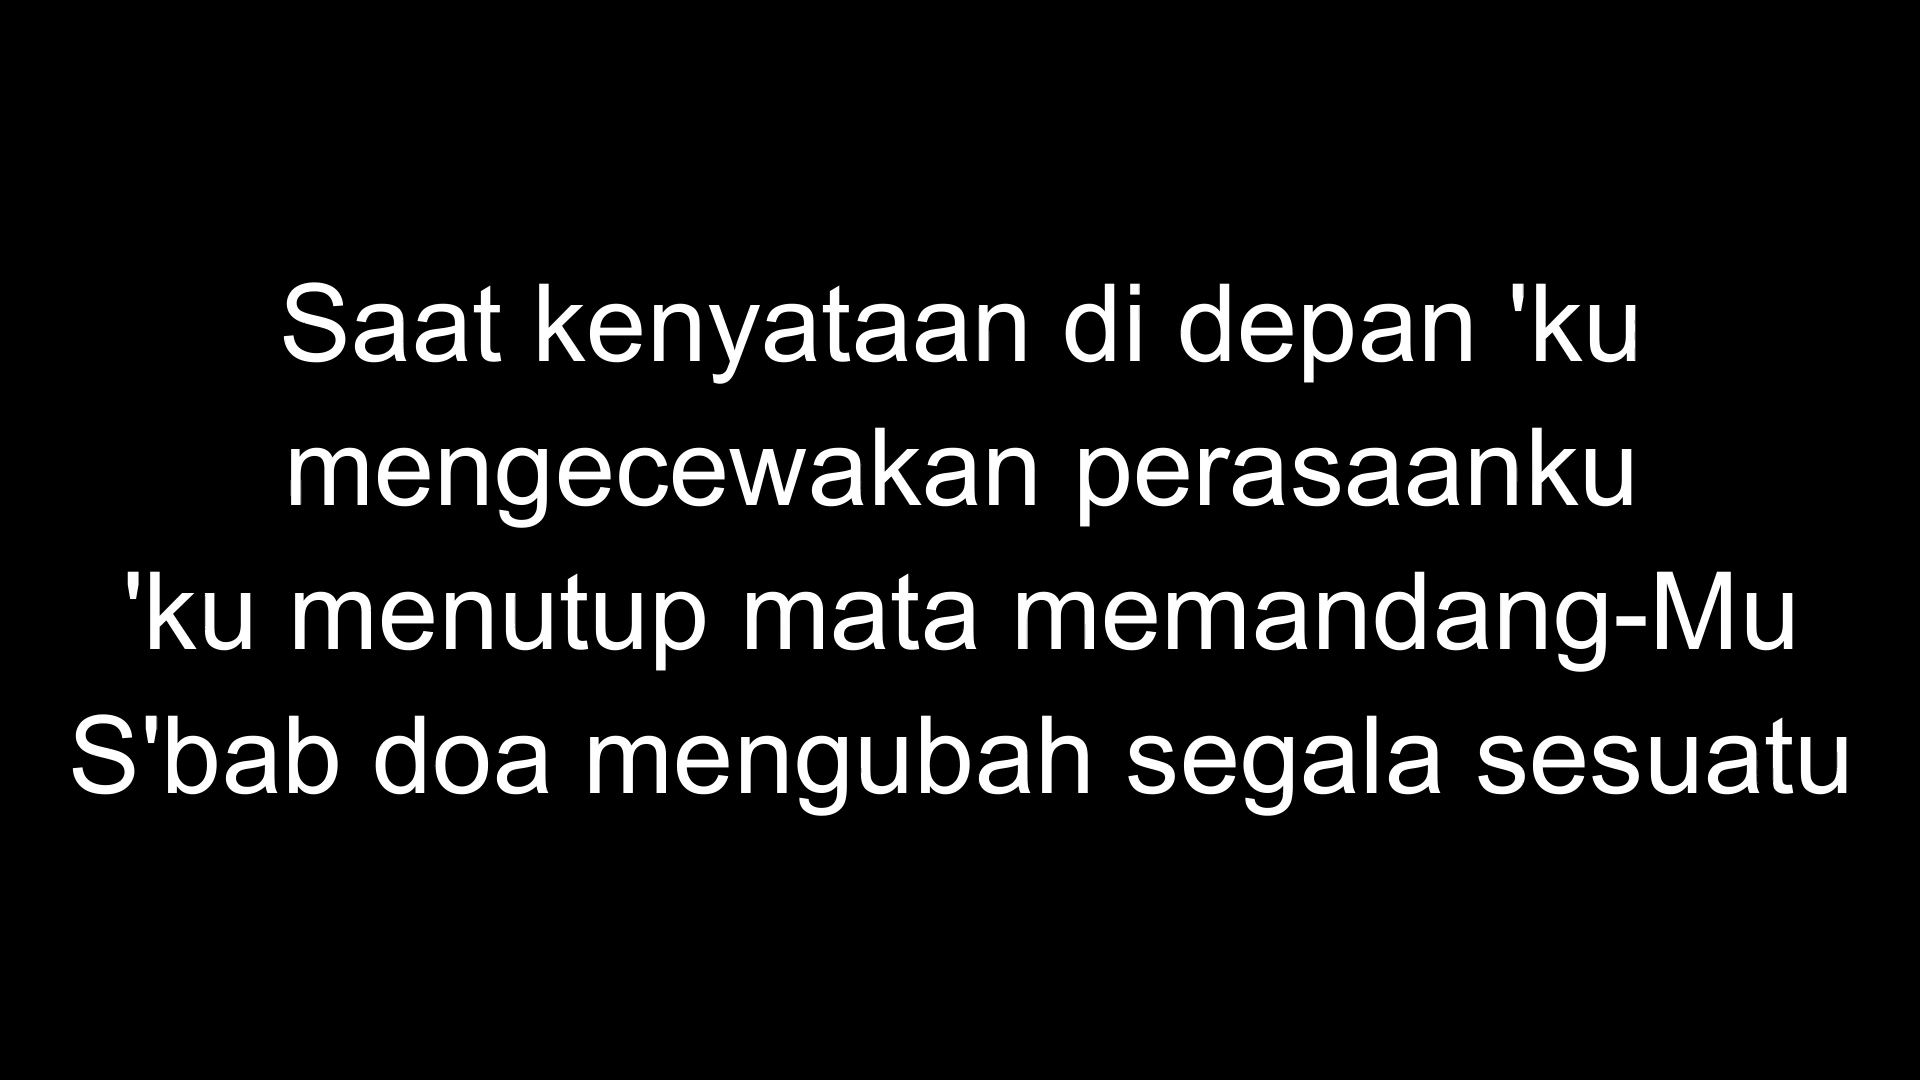 Saat kenyataan di depan 'ku
mengecewakan perasaanku
'ku menutup mata memandang-Mu
S'bab doa mengubah segala sesuatu